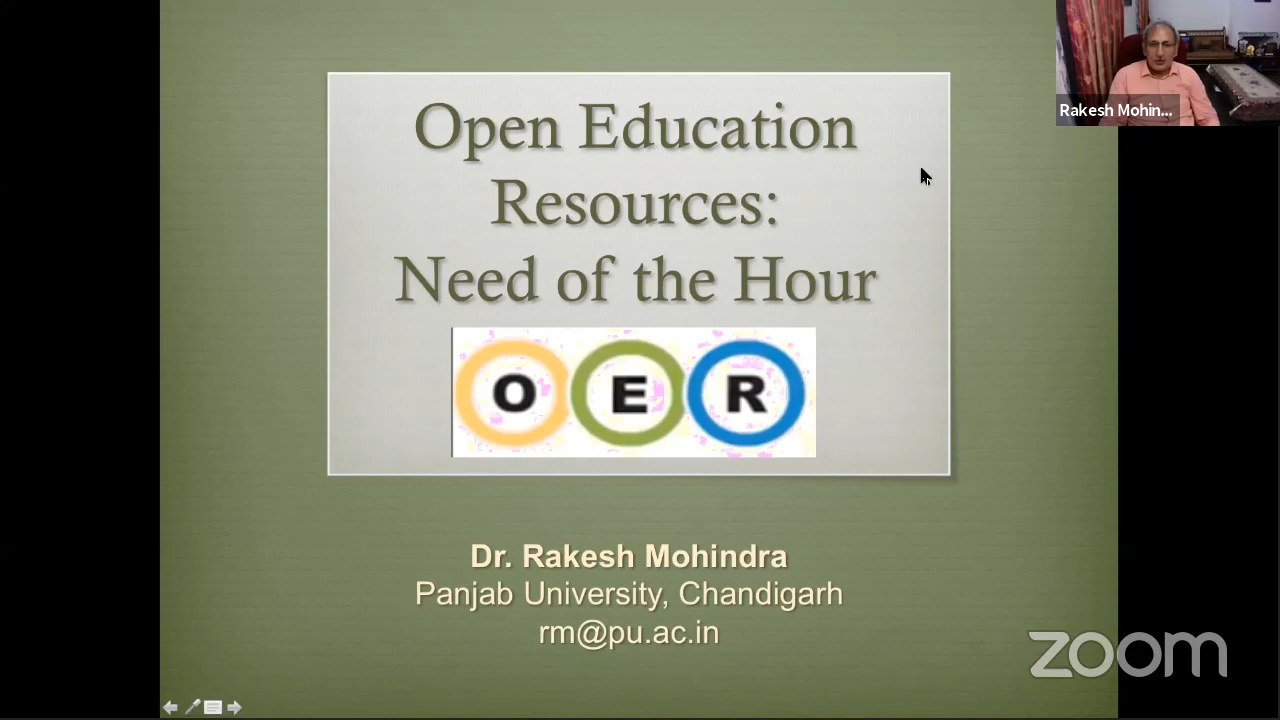 Open Education
Resources:
Need of the Hour
O E R
Dr. Rakesh Mohindra
Panjab University, Chandigarh
rm@pu.ac.in
Rakesh Mohin...
zoom